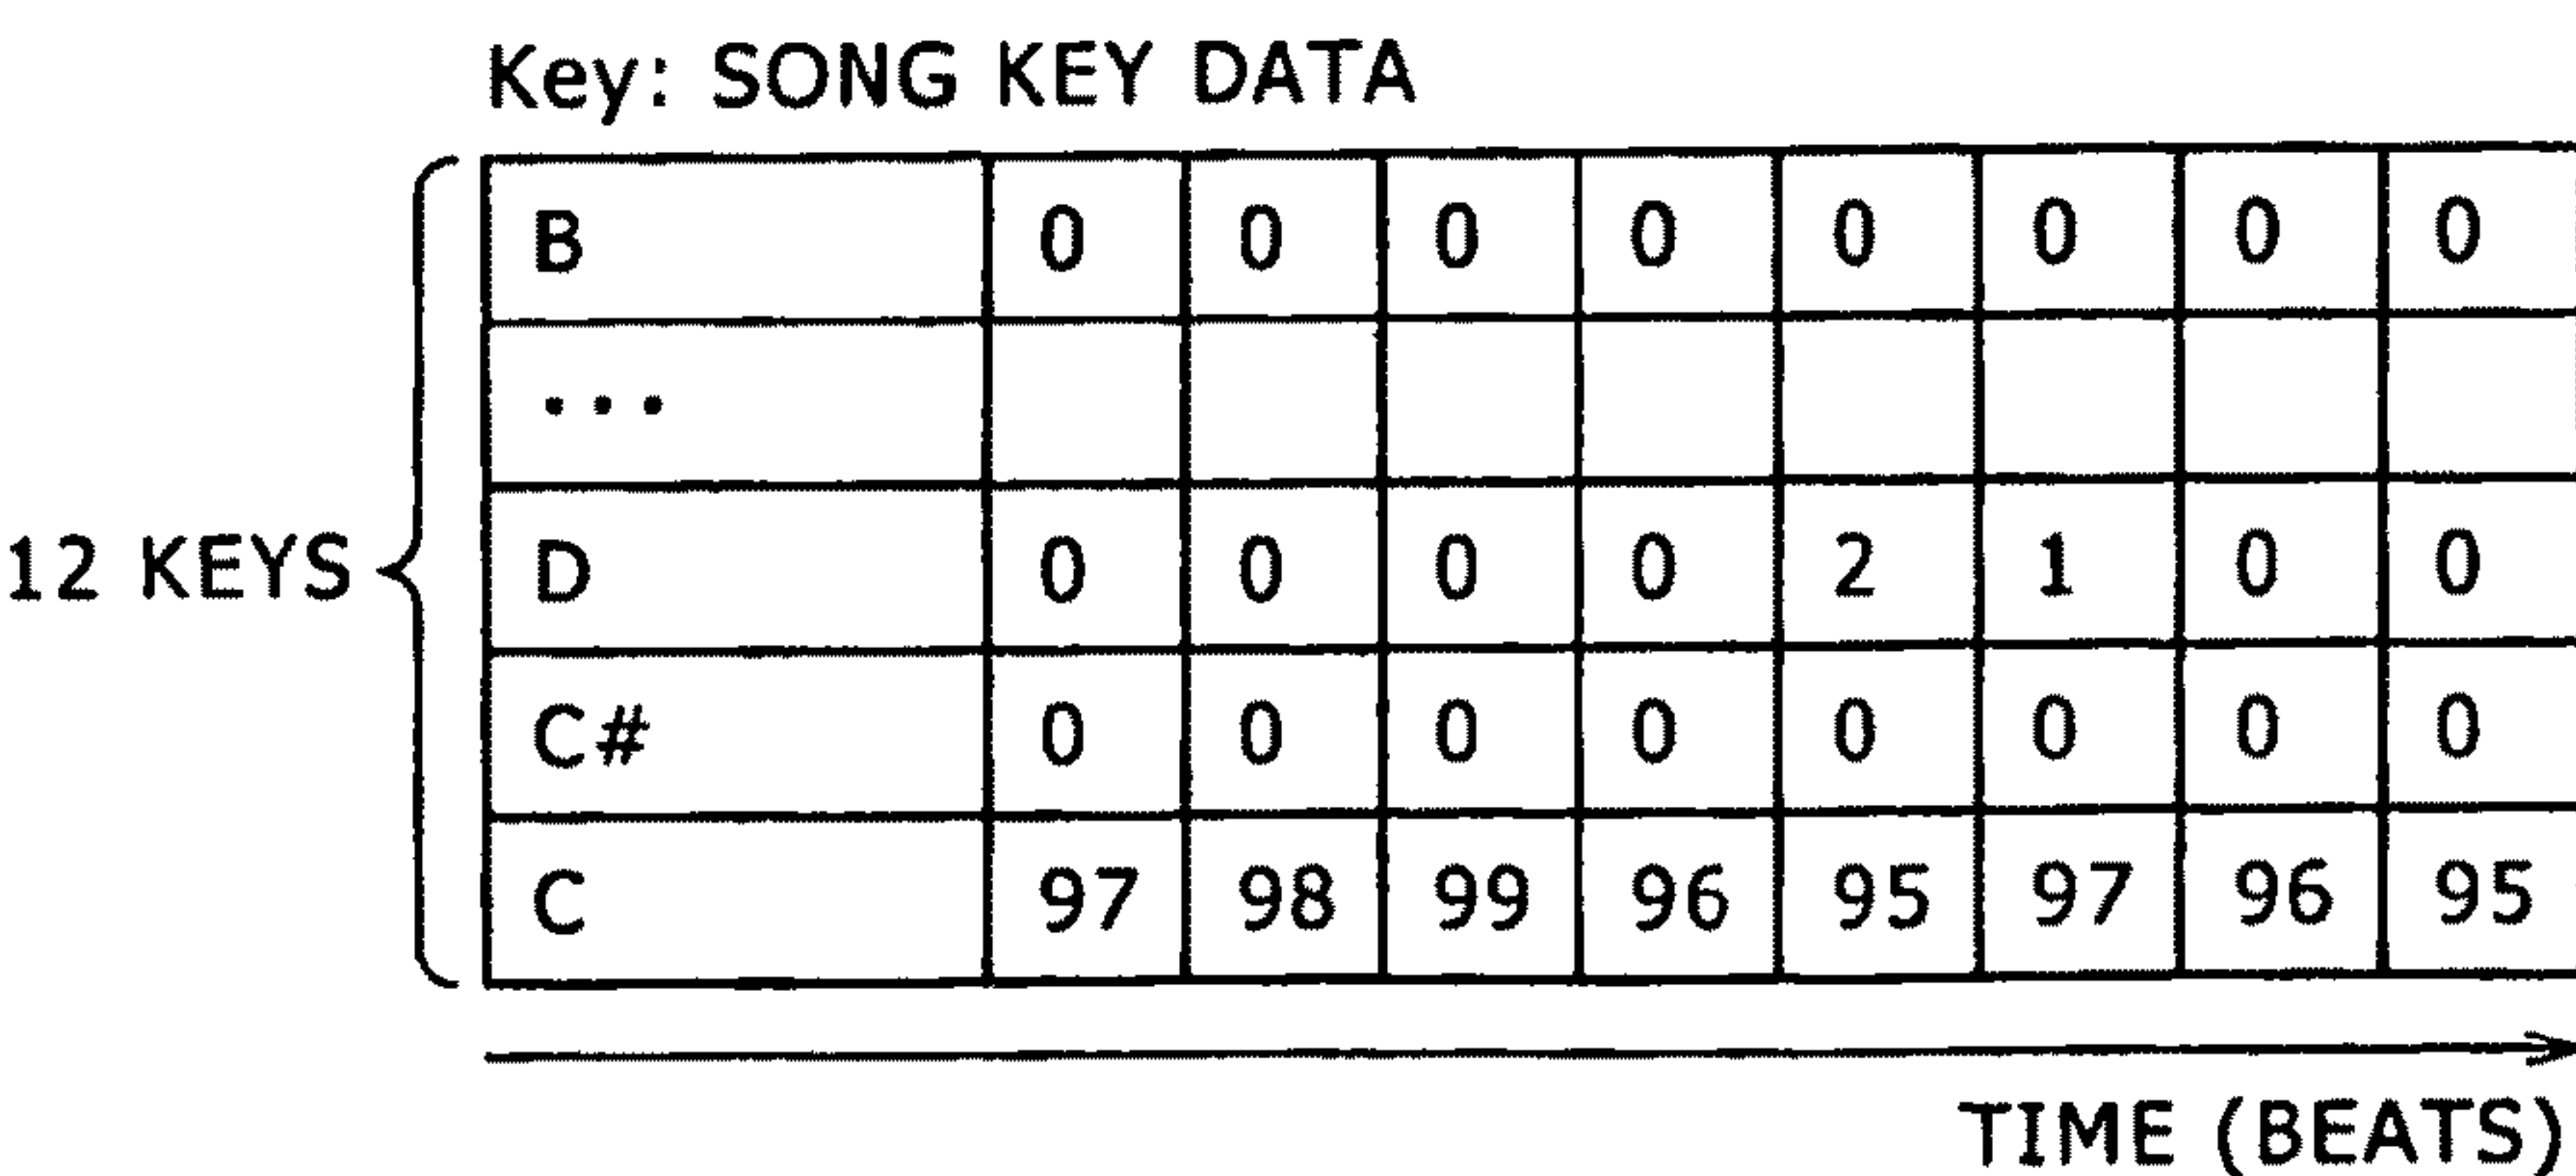 Key: SONG KEY DATA
B 0 0 0 0 0 0 0 0
...
12 KEYS D 0 0 0 0 2 1 0 0
C# 0 0 0 0 0 0 0 0
C 97 98 99 96 95 97 96 95
TIME (BEATS)